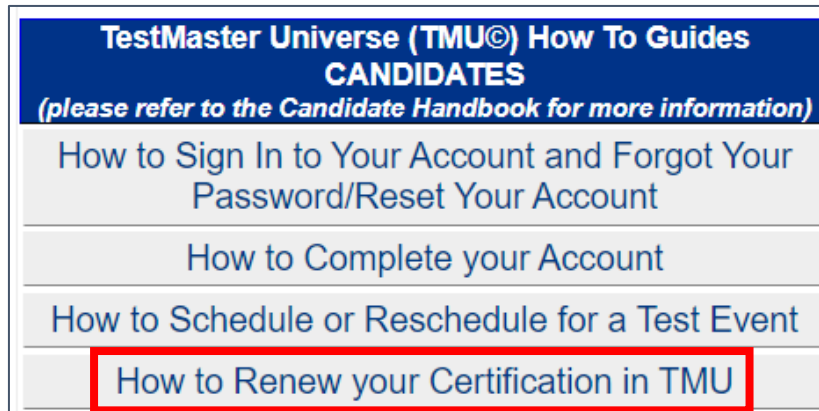 TestMaster Universe (TMU©) How To Guides
CANDIDATES
(please refer to the Candidate Handbook for more information)
How to Sign In to Your Account and Forgot Your
Password/Reset Your Account
How to Complete your Account
How to Schedule or Reschedule for a Test Event
How to Renew your Certification in TMU